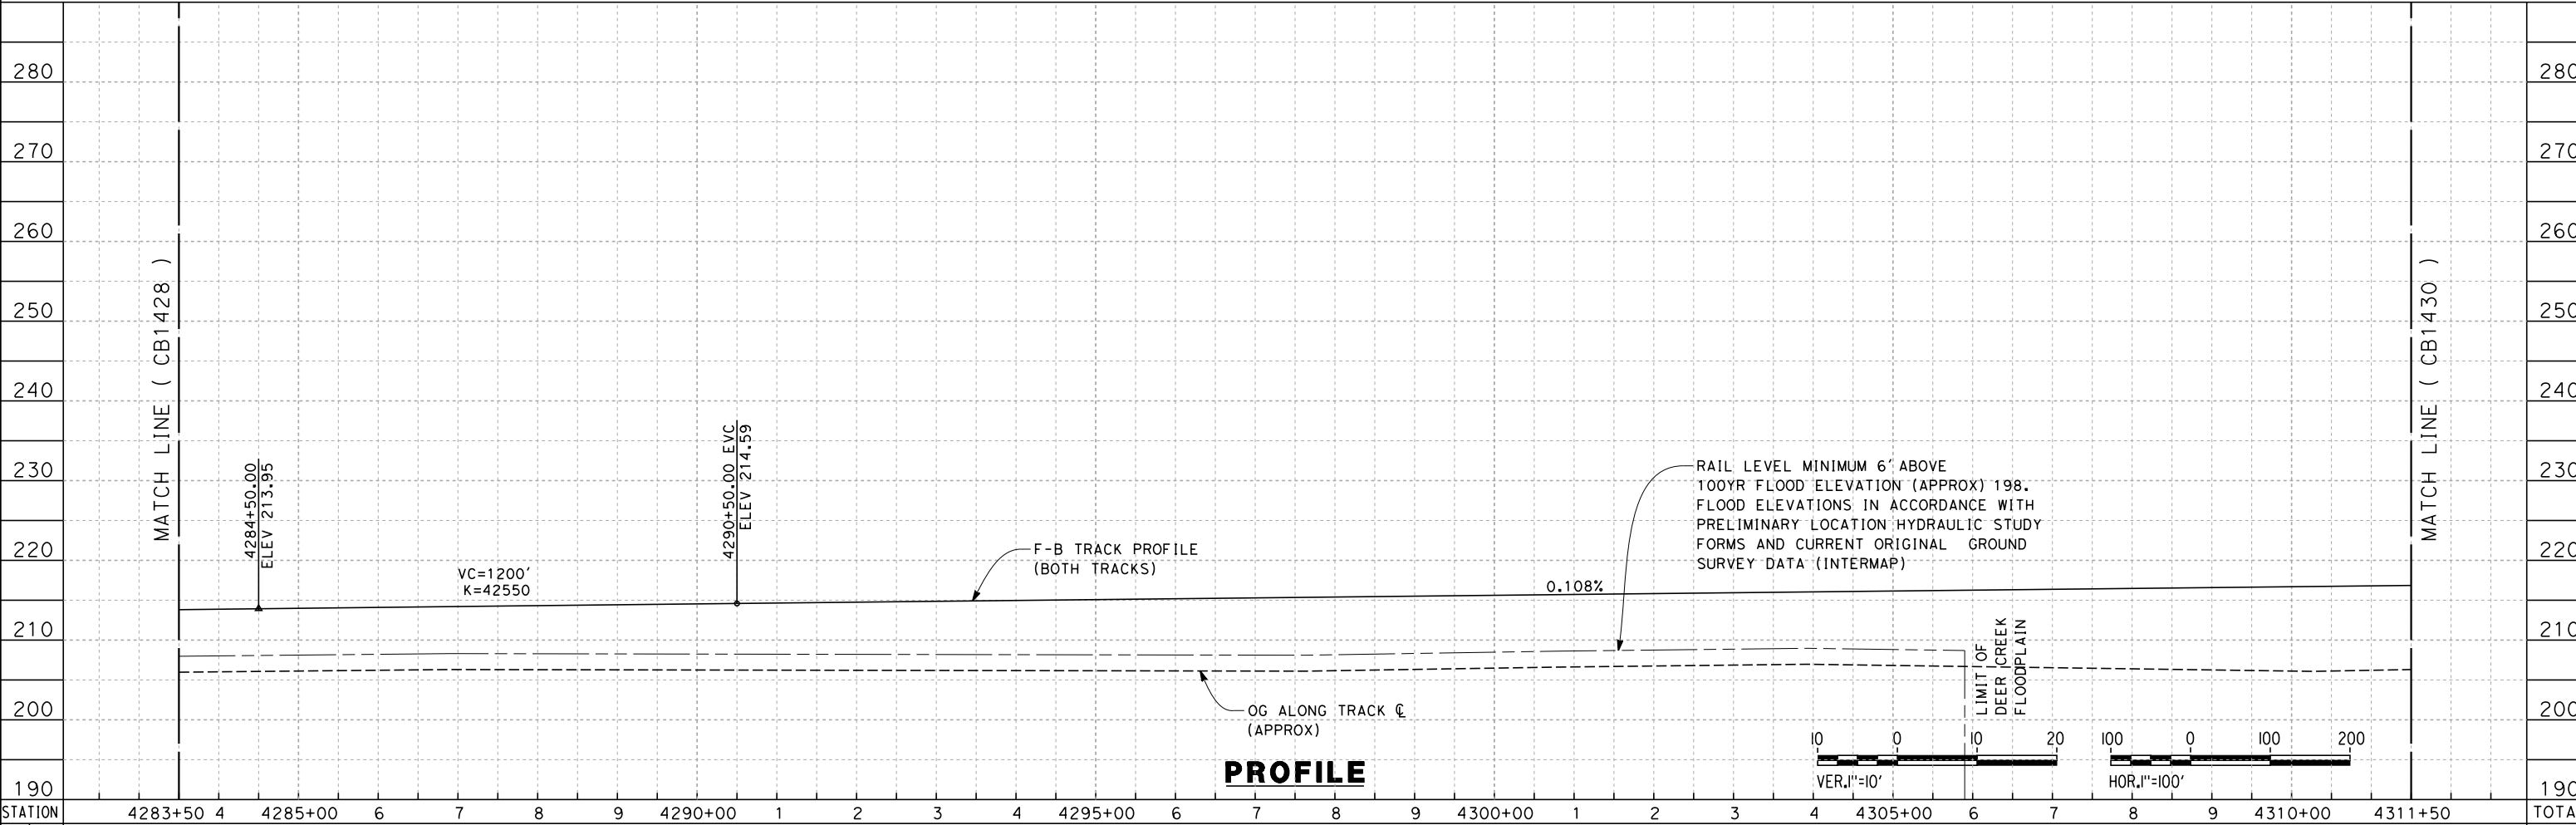 280
280
270
270
260
260
250
250
240
240
230
230
220
220
210
210
200
200
190
190
MATCH LINE ( CB1428 )
4284+50.00
ELEV 213.95
VC=1200'
K=42550
4290+50.00 EVC
ELEV 214.59
F-B TRACK PROFILE
(BOTH TRACKS)
0.108%
RAIL LEVEL MINIMUM 6' ABOVE
100YR FLOOD ELEVATION (APPROX) 198.
FLOOD ELEVATIONS IN ACCORDANCE WITH
PRELIMINARY LOCATION HYDRAULIC STUDY
FORMS AND CURRENT ORIGINAL GROUND
SURVEY DATA (INTERMAP)
MATCH LINE ( CB1430 )
LIMIT OF
DEER CREEK
FLOODPLAIN
OG ALONG TRACK ℄
(APPROX)
PROFILE
10 0 10 20
VER.1"=10'
100 0 100 200
HOR.1"=100'
STATION 4283+50 4 4285+00 6 7 8 9 4290+00 1 2 3 4 4295+00 6 7 8 9 4300+00 1 2 3 4 4305+00 6 7 8 9 4310+00 4311+50 TOTA